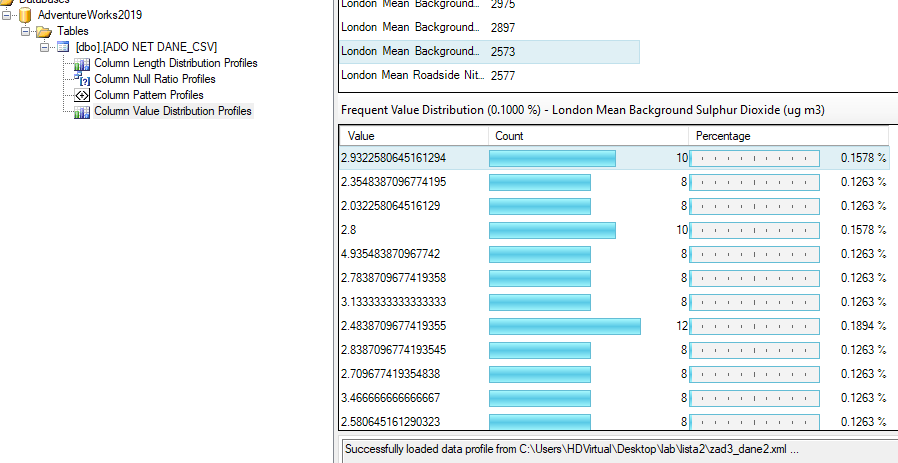 Databases
AdventureWorks2019
Tables
[dbo].[ADO NET DANE_CSV]
Column Length Distribution Profiles
Column Null Ratio Profiles
Column Pattern Profiles
Column Value Distribution Profiles
London Mean Background... 2975
London Mean Background... 2897
London Mean Background... 2573
London Mean Roadside Nit... 2577
Frequent Value Distribution (0.1000 %) - London Mean Background Sulphur Dioxide (ug m3)
Value Count Percentage
2.9322580645161294 10 0.1578 %
2.3548387096774195 8 0.1263 %
2.032258064516129 8 0.1263 %
2.8 10 0.1578 %
4.935483870967742 8 0.1263 %
2.7838709677419358 8 0.1263 %
3.1333333333333333 8 0.1263 %
2.4838709677419355 12 0.1894 %
2.8387096774193545 8 0.1263 %
2.709677419354838 8 0.1263 %
3.466666666666667 8 0.1263 %
2.580645161290323 8 0.1263 %
Successfully loaded data profile from C:\Users\HDVirtual\Desktop\lab\lista2\zad3_dane2.xml ...